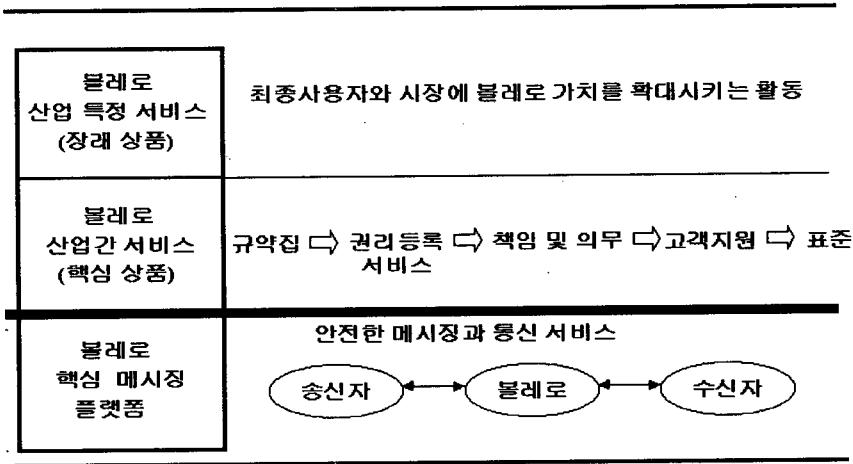 볼레로
산업 특정 서비스
(장래 상품)
최종사용자와 시장에 볼레로 가치를 확대시키는 활동
볼레로
산업간 서비스
(핵심 상품)
규약집 ⇨ 권리등록 ⇨ 책임 및 의무 ⇨ 고객지원 ⇨ 표준
서비스
볼레로
핵심 메시징
플랫폼
안전한 메시징과 통신 서비스
송신자 볼레로 수신자